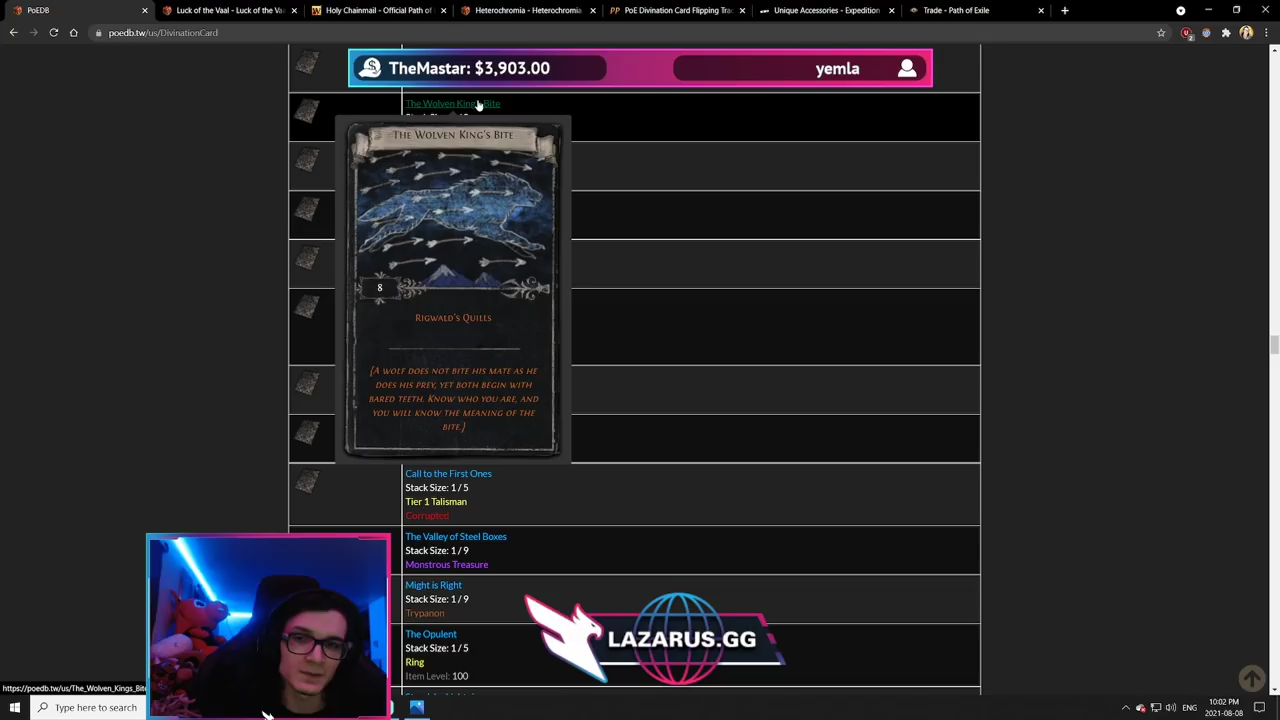 PoEDB
Luck of the Vaal - Luck of the Va
Holy Chainmail - Official Path of
Heterochromia - Heterochromia
PoE Divination Card Flipping Trac
Unique Accessories - Expedition
Trade - Path of Exile
poedb.tw/us/DivinationCard
TheMastar: $3,903.00
yemla
The Wolven King's Bite
The Wolven King's Bite
8
Rigwald's Quills
{A wolf does not bite his mate as he
does his prey, yet both begin with
bared teeth. Know who you are, and
you will know the meaning of the
bite.}
Call to the First Ones
Stack Size: 1 / 5
Tier 1 Talisman
Corrupted
The Valley of Steel Boxes
Stack Size: 1 / 9
Monstrous Treasure
Might is Right
Stack Size: 1 / 9
Trypanon
LAZARUS.GG
The Opulent
Stack Size: 1 / 5
Ring
Item Level: 100
https://poedb.tw/us/The_Wolven_Kings_Bite
Type here to search
ENG
10:02 PM
2021-08-08